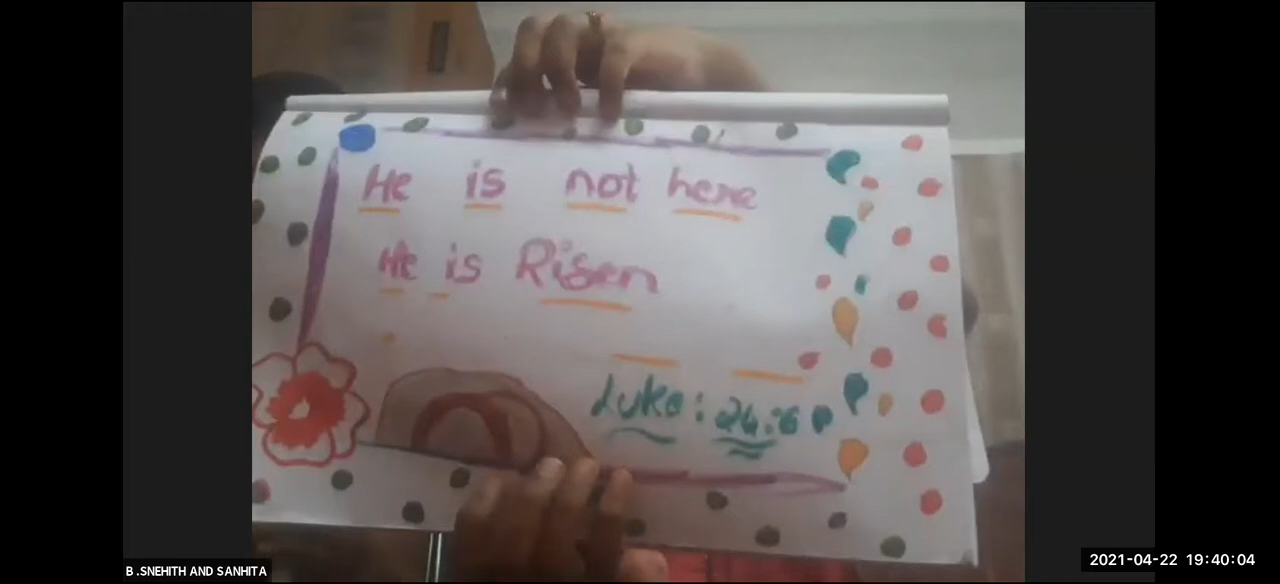 He is not here
He is Risen
Luke : 24:6
B .SNEHITH AND SANHITA
2021-04-22 19:40:04